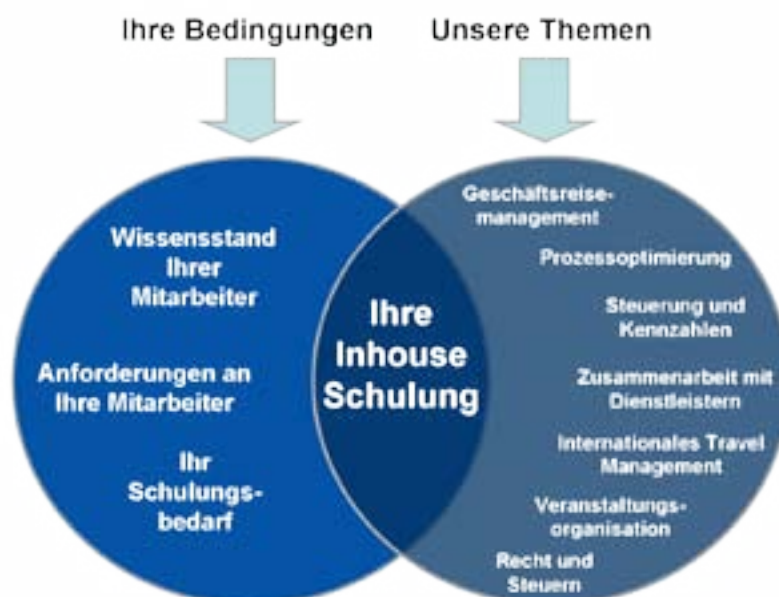 Ihre Bedingungen
Unsere Themen
Wissensstand
Ihrer
Mitarbeiter
Anforderungen an
Ihre Mitarbeiter
Ihr
Schulungs-
bedarf
Ihre
Inhouse
Schulung
Geschäftsreise-
management
Prozessoptimierung
Steuerung und
Kennzahlen
Zusammenarbeit mit
Dienstleistern
Internationales Travel
Management
Veranstaltungs-
organisation
Recht und
Steuern